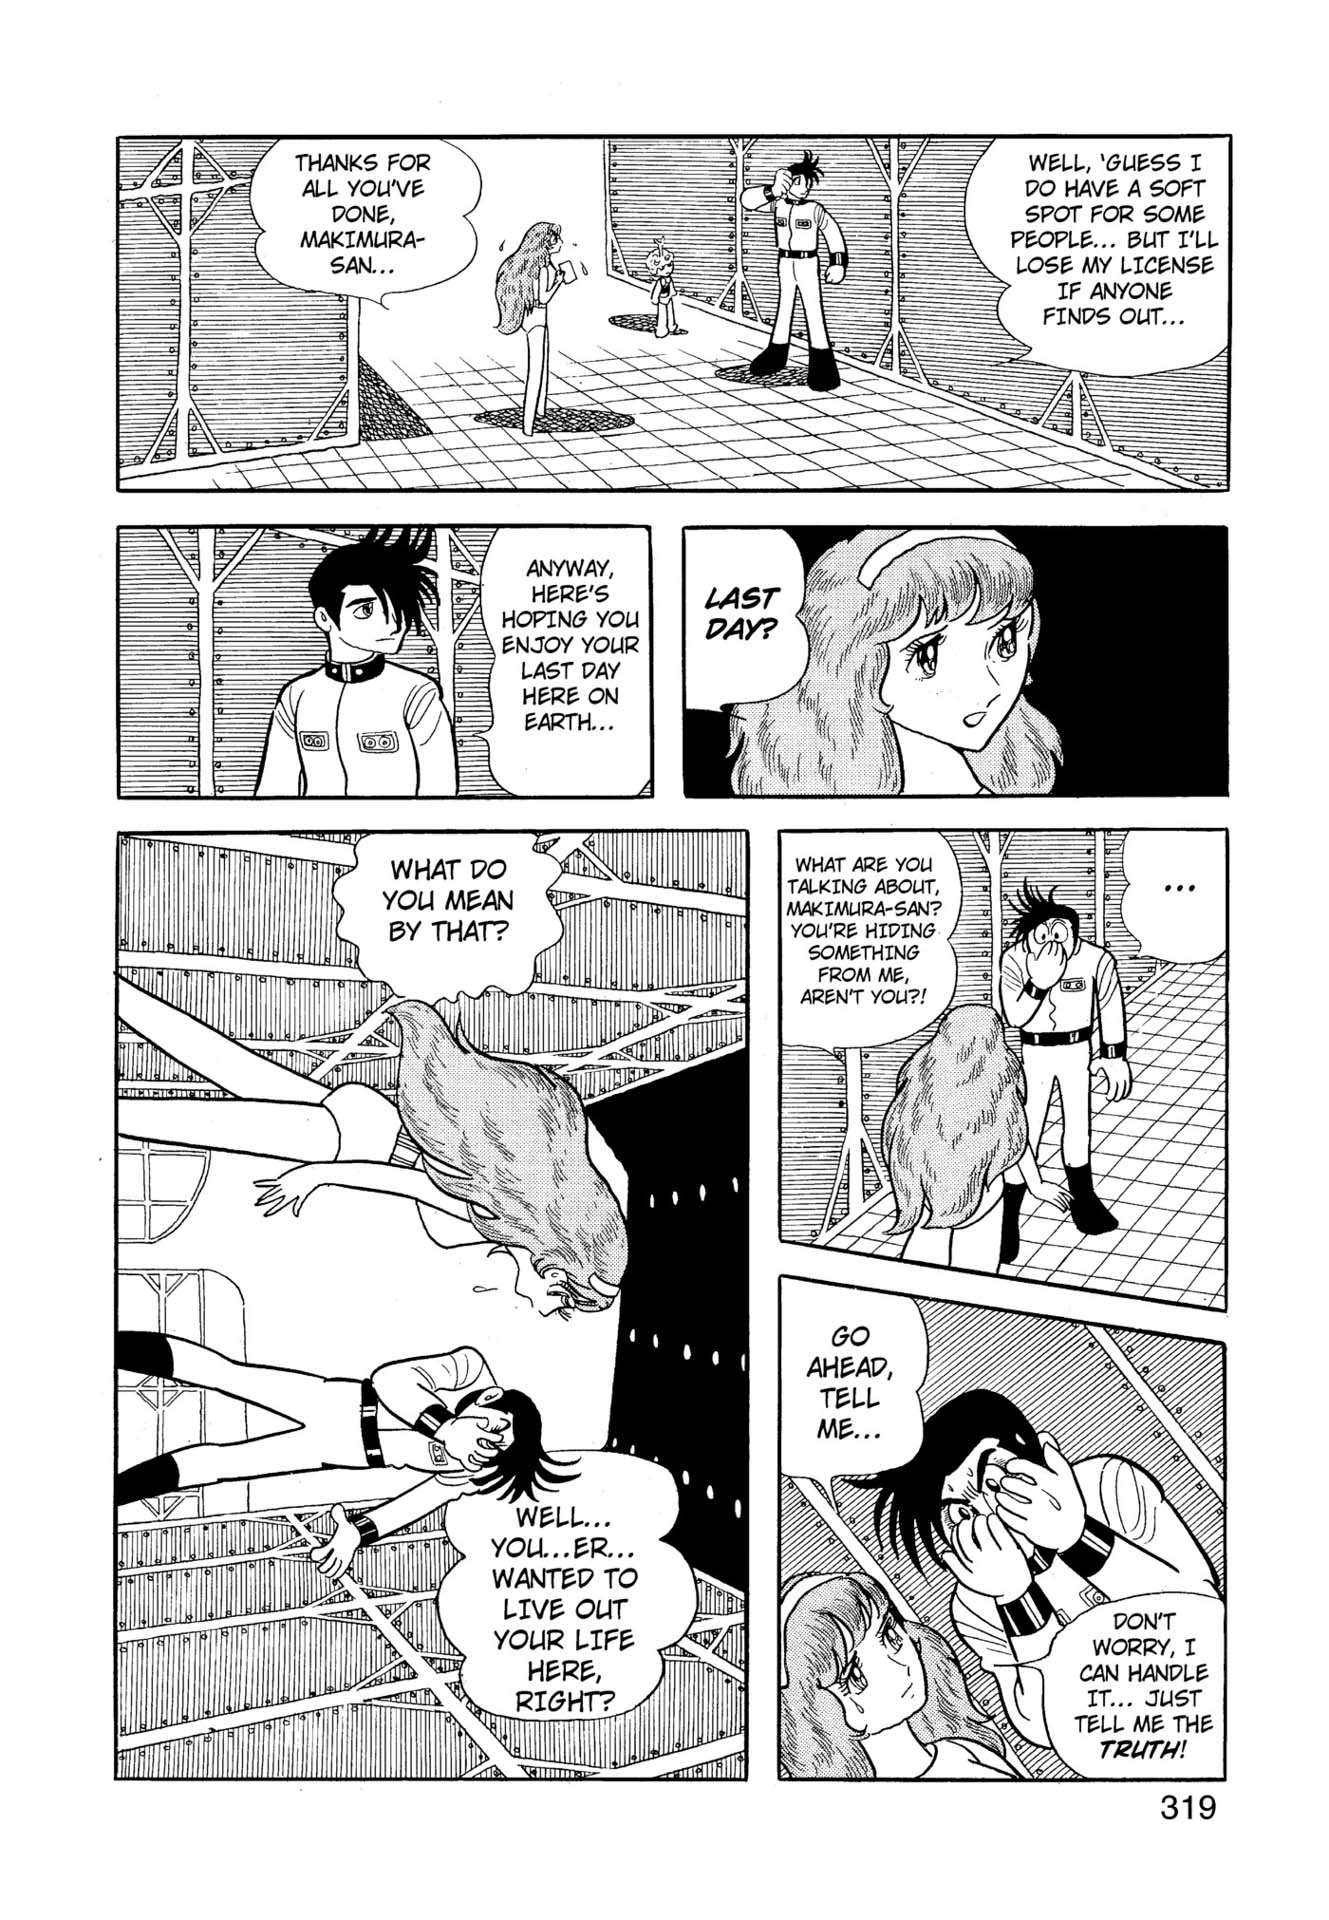 THANKS FOR
ALL YOU'VE
DONE,
MAKIMURA-
SAN...
WELL, 'GUESS I
DO HAVE A SOFT
SPOT FOR SOME
PEOPLE... BUT I'LL
LOSE MY LICENSE
IF ANYONE
FINDS OUT...
ANYWAY,
HERE'S
HOPING YOU
ENJOY YOUR
LAST DAY
HERE ON
EARTH...
LAST
DAY?
WHAT DO
YOU MEAN
BY THAT?
WELL...
YOU...ER...
WANTED TO
LIVE OUT
YOUR LIFE
HERE,
RIGHT?
WHAT ARE YOU
TALKING ABOUT,
MAKIMURA-SAN?
YOU'RE HIDING
SOMETHING
FROM ME,
AREN'T YOU?!
...
GO
AHEAD,
TELL
ME...
DON'T
WORRY, I
CAN HANDLE
IT... JUST
TELL ME THE
TRUTH!
319